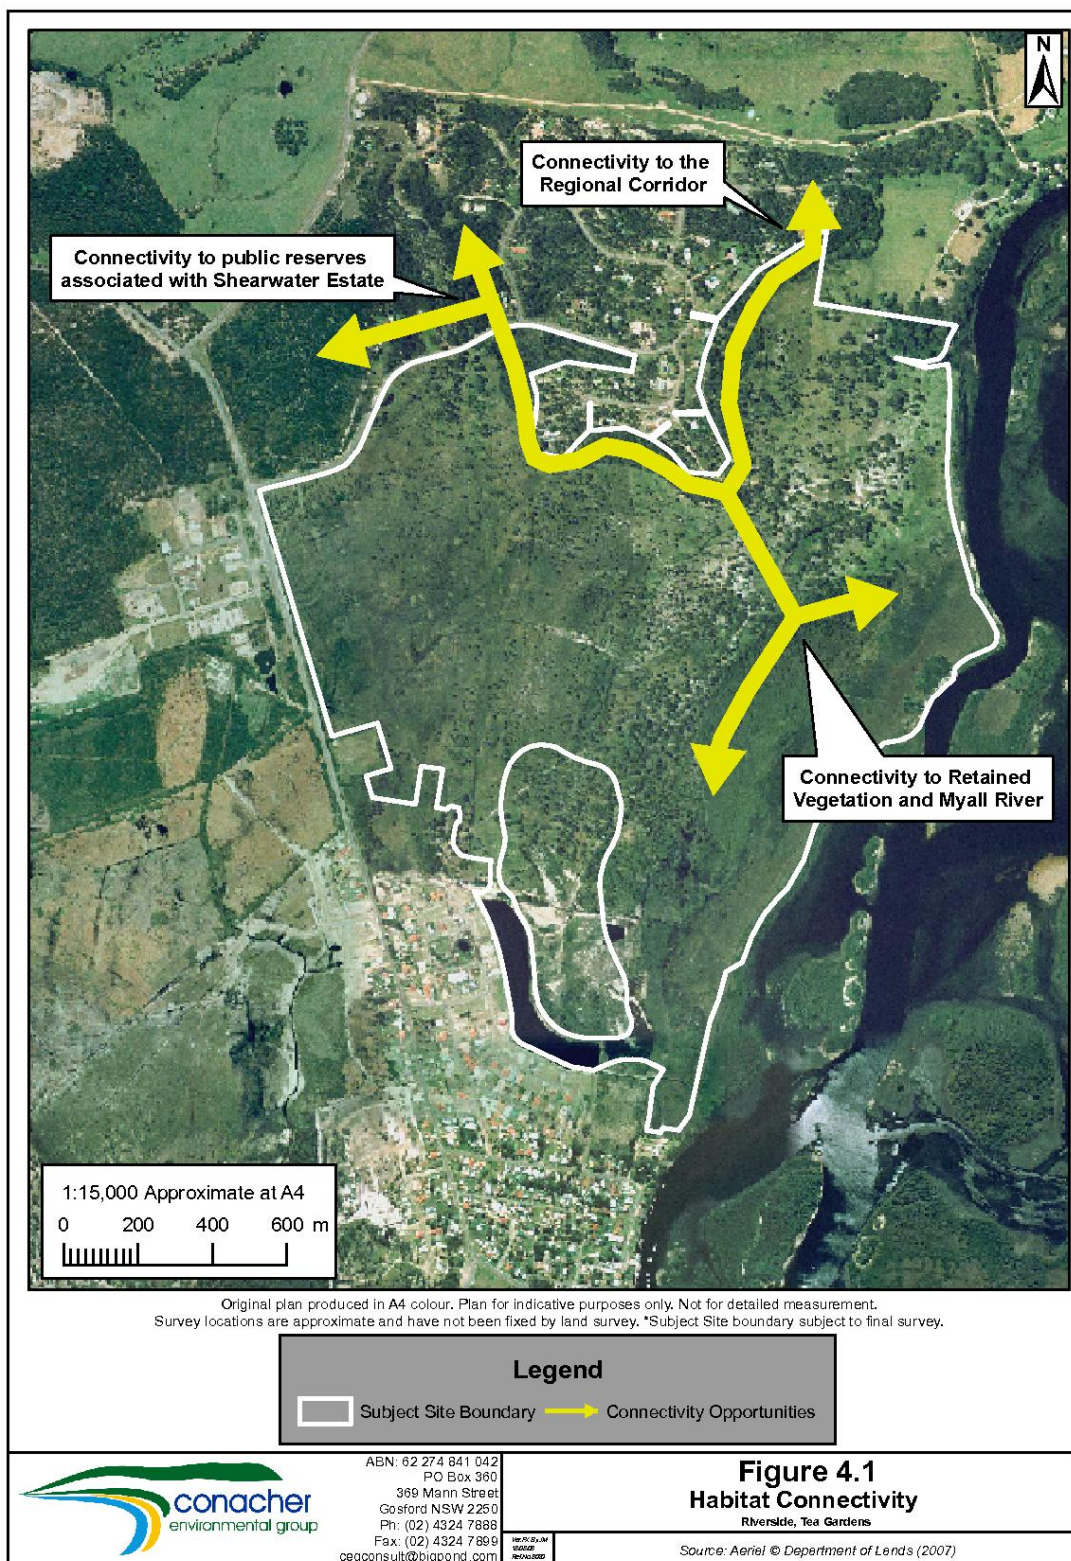 N
Connectivity to the
Regional Corridor
Connectivity to public reserves
associated with Shearwater Estate
Connectivity to Retained
Vegetation and Myall River
1:15,000 Approximate at A4
0 200 400 600 m
Original plan produced in A4 colour. Plan for indicative purposes only. Not for detailed measurement.
Survey locations are approximate and have not been fixed by land survey. *Subject Site boundary subject to final survey.
Legend
Subject Site Boundary
Connectivity Opportunities
conacher
environmental group
ABN: 62 274 841 042
PO Box 360
369 Mann Street
Gosford NSW 2250
Ph: (02) 4324 7888
Fax: (02) 4324 7899
cegconsult@bigpond.com
Figure 4.1
Habitat Connectivity
Riverside, Tea Gardens
Source: Aeriel © Depertment of Lends (2007)